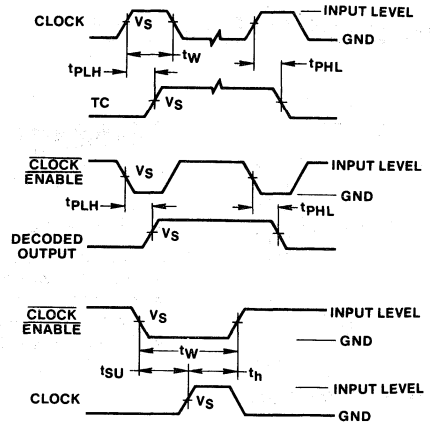 CLOCK VS INPUT LEVEL
GND
tW
tPLH tPHL
TC VS
CLOCK ENABLE VS INPUT LEVEL
GND
tPLH tPHL
DECODED OUTPUT
VS
CLOCK ENABLE VS INPUT LEVEL
GND
tW
tSU th
INPUT LEVEL
CLOCK VS
GND